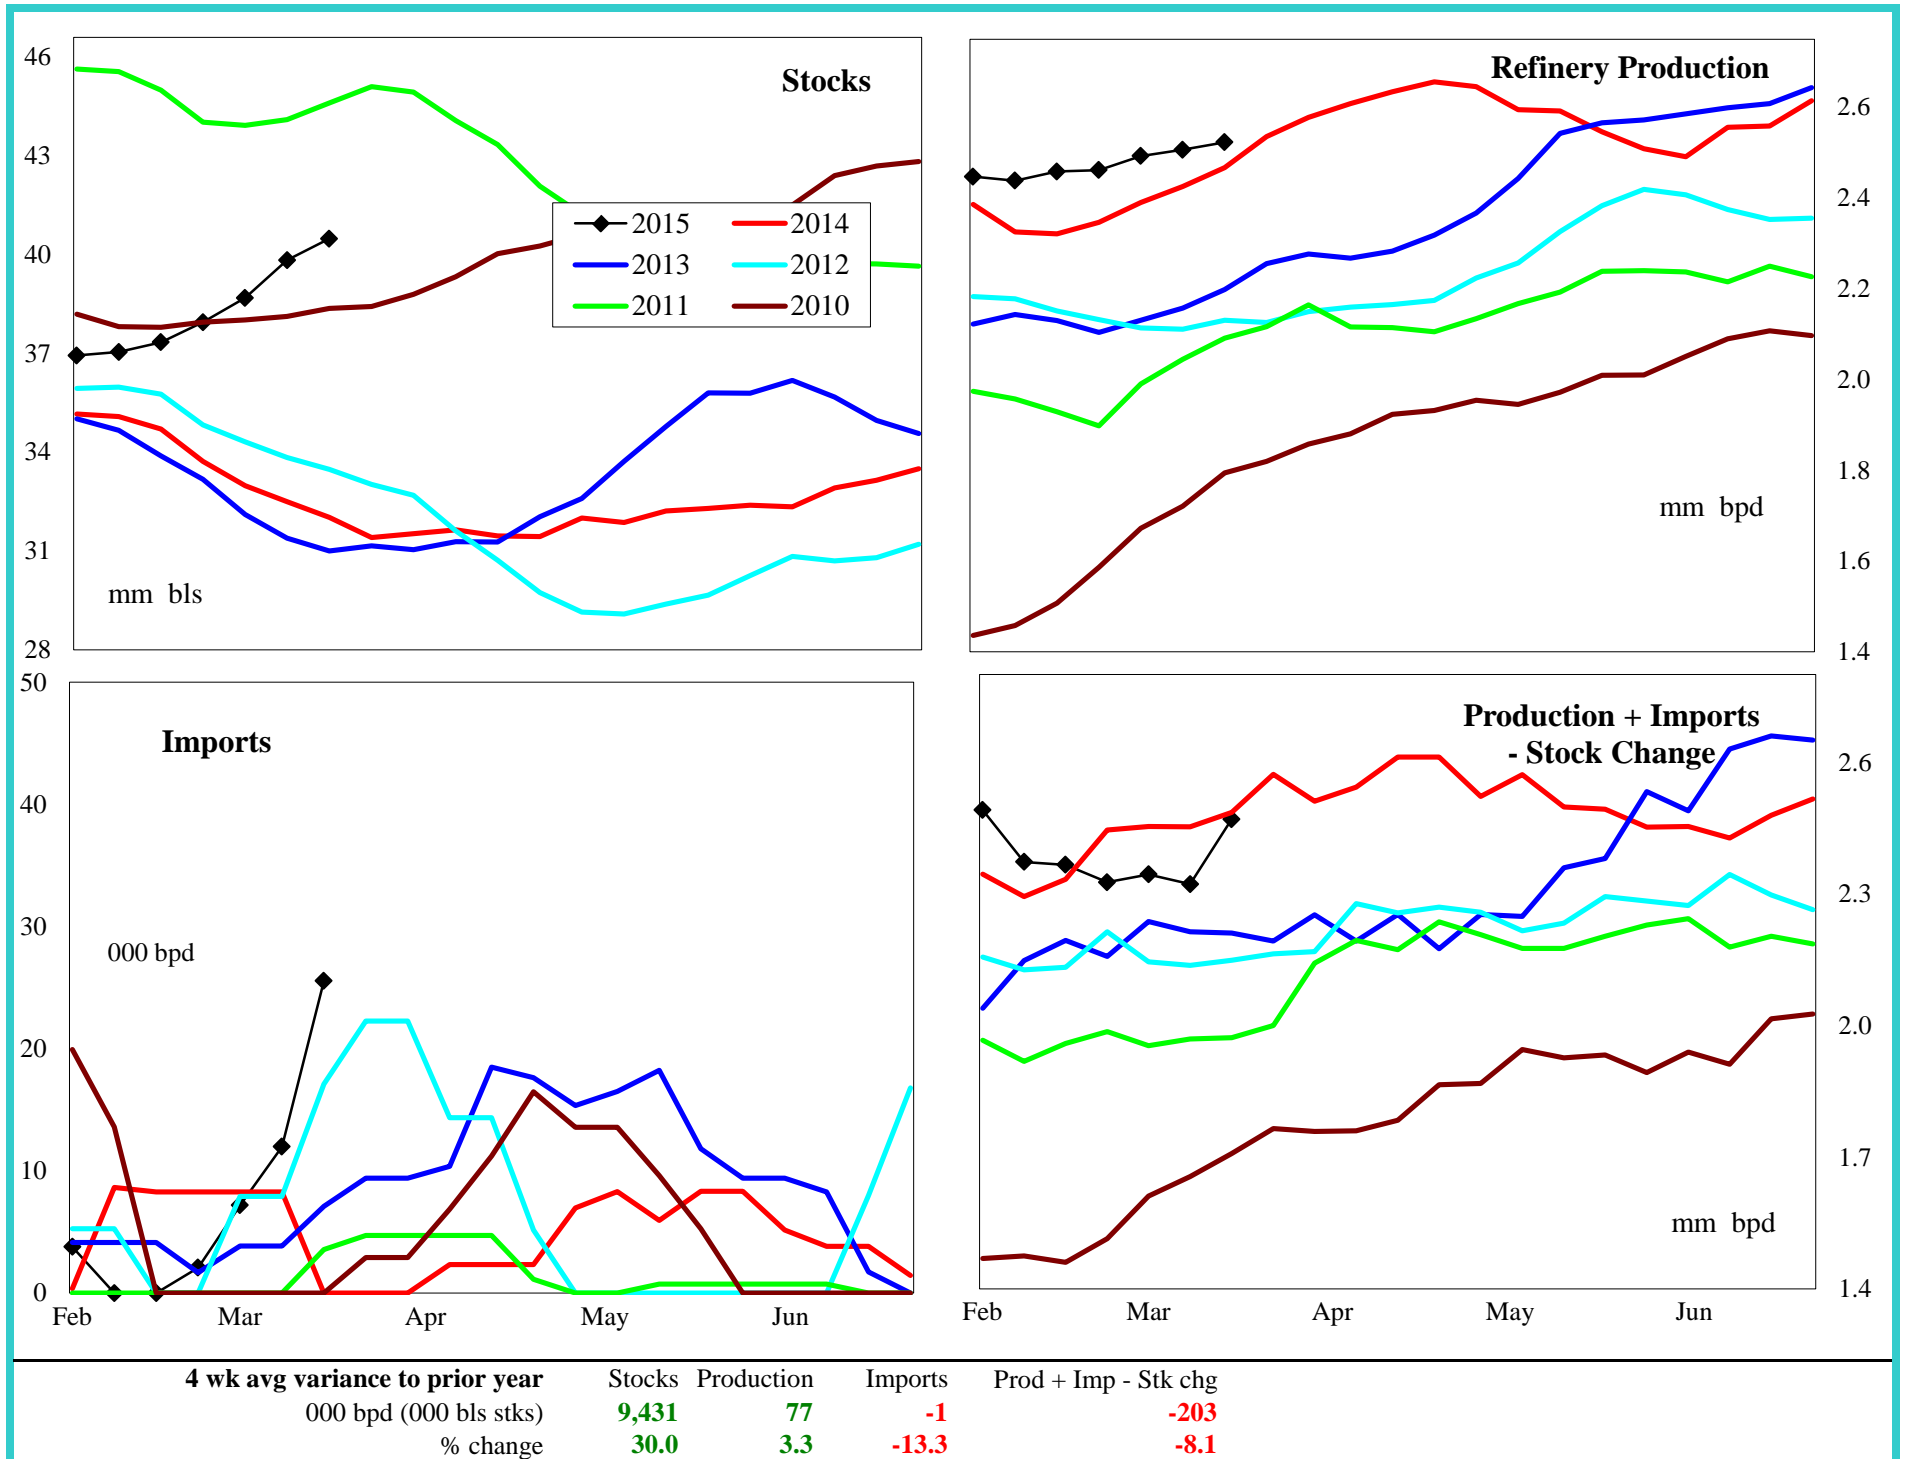 Stocks
46
43
40
37
34
31
28
mm bls
2015 2014
2013 2012
2011 2010
Refinery Production
2.6
2.4
2.2
2.0
1.8
1.6
1.4
mm bpd
Imports
50
40
30
20
10
0
000 bpd
Feb Mar Apr May Jun
Production + Imports
- Stock Change
2.6
2.3
2.0
1.7
1.4
mm bpd
Feb Mar Apr May Jun
4 wk avg variance to prior year Stocks Production Imports Prod + Imp - Stk chg
000 bpd (000 bls stks) 9,431 77 -1 -203
% change 30.0 3.3 -13.3 -8.1